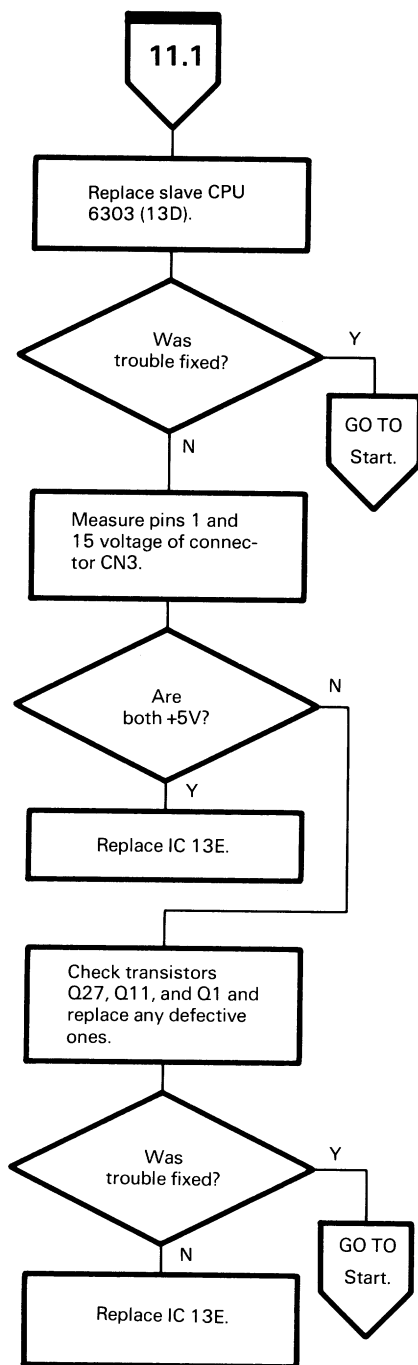 11.1
Replace slave CPU
6303 (13D).
Was
trouble fixed?
Y
GO TO
Start.
N
Measure pins 1 and
15 voltage of connec-
tor CN3.
Are
both +5V?
N
Y
Replace IC 13E.
Check transistors
Q27, Q11, and Q1 and
replace any defective
ones.
Was
trouble fixed?
Y
GO TO
Start.
N
Replace IC 13E.